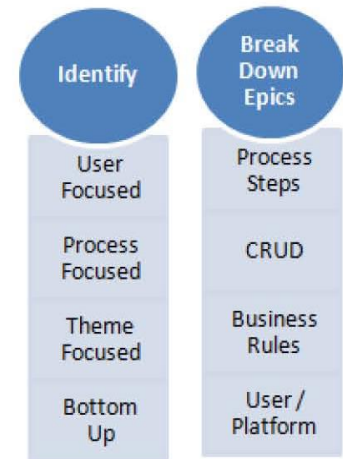 Identify
User
Focused
Process
Focused
Theme
Focused
Bottom
Up
Break
Down
Epics
Process
Steps
CRUD
Business
Rules
User /
Platform